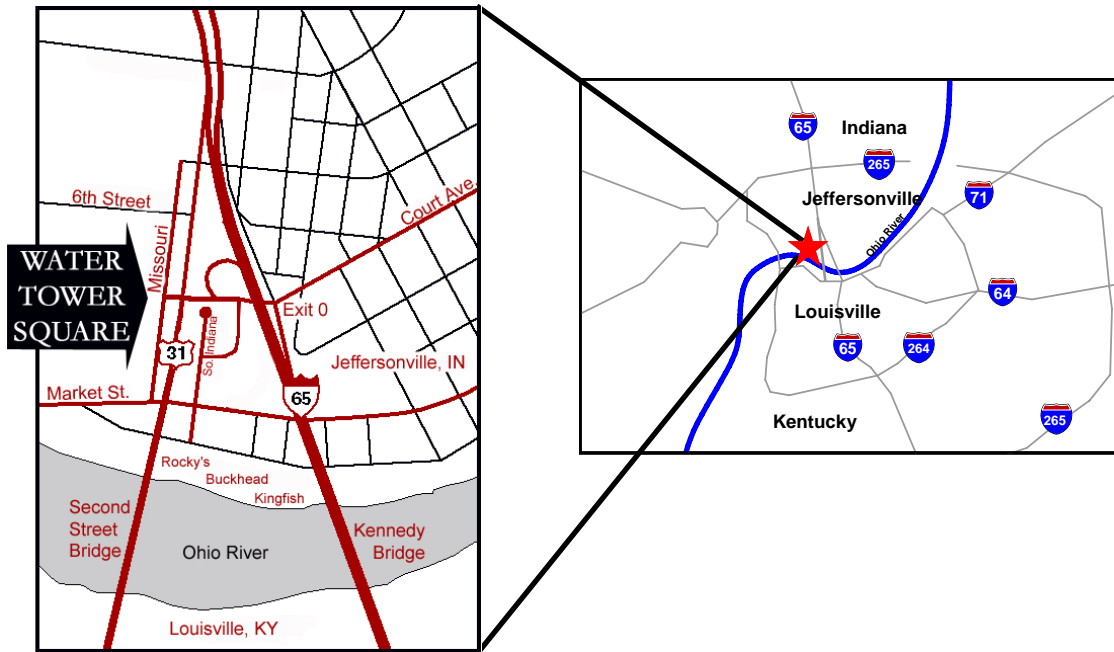 6th Street
Missouri
WATER
TOWER
SQUARE
Court Ave.
Exit 0
So. Indiana
31
Jeffersonville, IN
Market St.
65
Rocky's
Buckhead
Kingfish
Second
Street
Bridge
Ohio River
Kennedy
Bridge
Louisville, KY
65
Indiana
265
Jeffersonville
71
Ohio River
64
Louisville
65
264
Kentucky
265